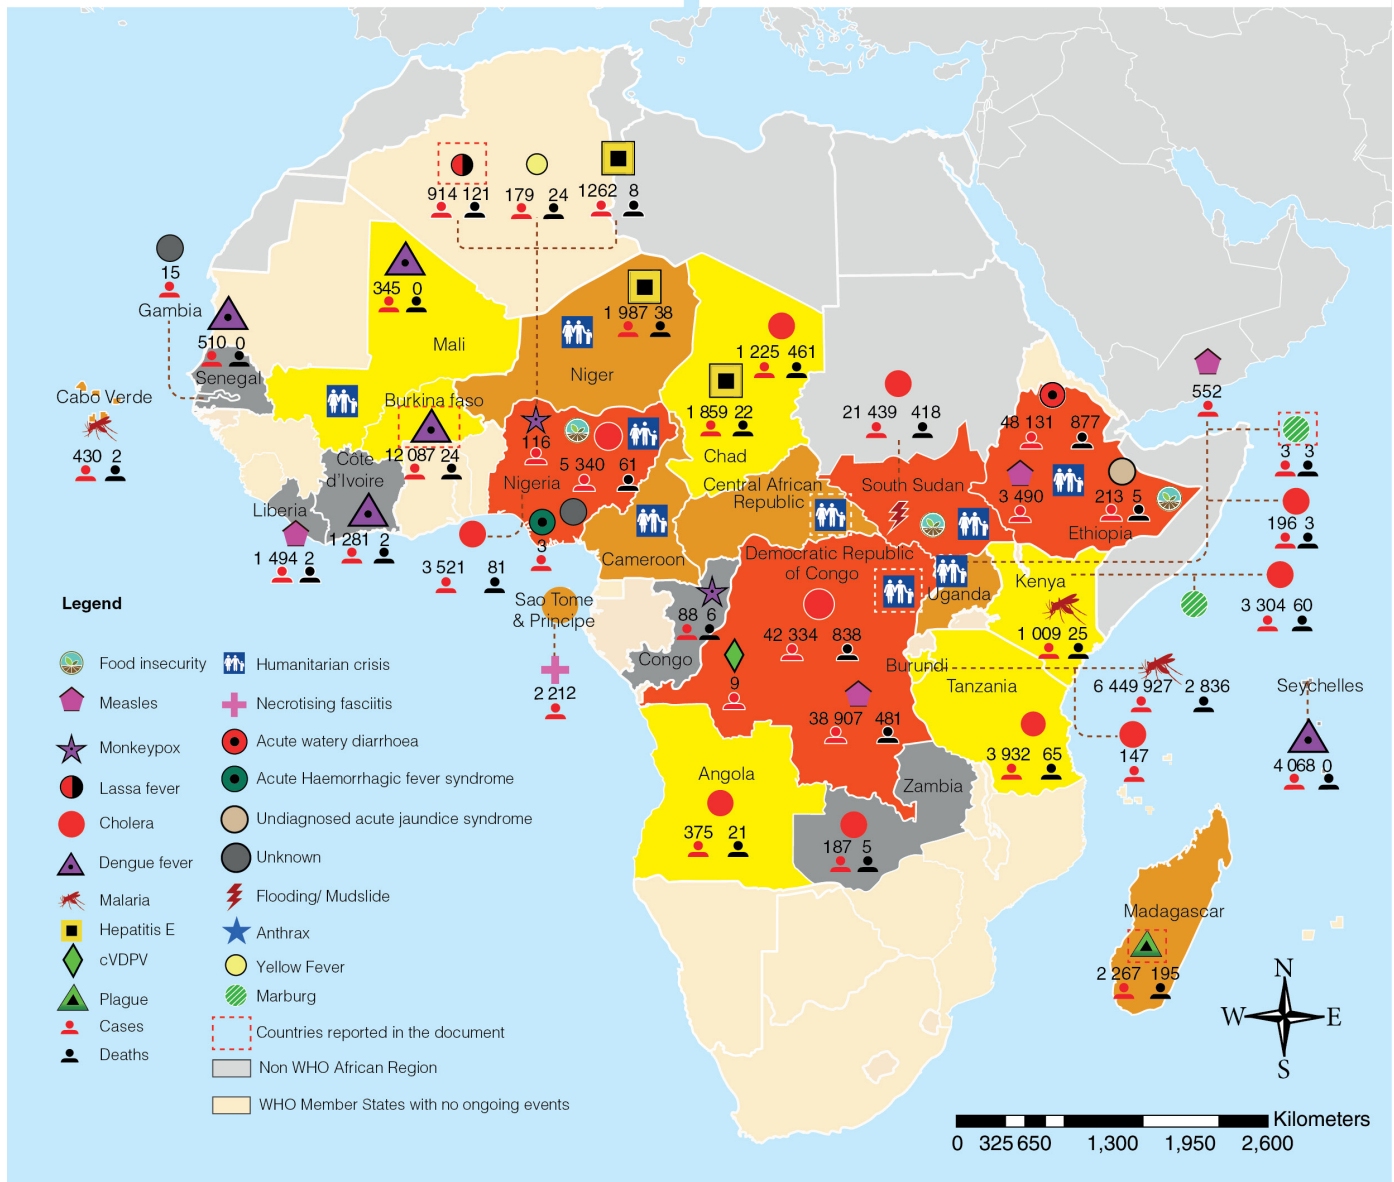 914 121
179 24
1262 8
15
Gambia
345 0
1 987 38
510 0
Mali
1 225 461
Senegal
Niger
552
Cabo Verde
Burkina faso
1 859 22
21 439 418
48 131 877
116
430 2
12 087 24
Chad
3 3
Côte
d'Ivoire
5 340 61
Nigeria
Central African
Republic
South Sudan
3 490
213 5
Liberia
Ethiopia
196 3
1 281 2
1 494 2
3 521 81
3
Cameroon
Democratic Republic
of Congo
Uganda
Kenya
Sao Tome
& Principe
88 6
3 304 60
42 334 838
1 009 25
Congo
Burundi
Tanzania
9
2 212
6 449 927 2 836
Seychelles
38 907 481
3 932 65
147
4 068 0
Angola
Zambia
375 21
187 5
Madagascar
2 267 195
Legend
Food insecurity
Measles
Monkeypox
Lassa fever
Cholera
Dengue fever
Malaria
Hepatitis E
cVDPV
Plague
Cases
Deaths
Humanitarian crisis
Necrotising fasciitis
Acute watery diarrhoea
Acute Haemorrhagic fever syndrome
Undiagnosed acute jaundice syndrome
Unknown
Flooding/ Mudslide
Anthrax
Yellow Fever
Marburg
Countries reported in the document
Non WHO African Region
WHO Member States with no ongoing events
N
W E
S
Kilometers
0 325 650 1,300 1,950 2,600